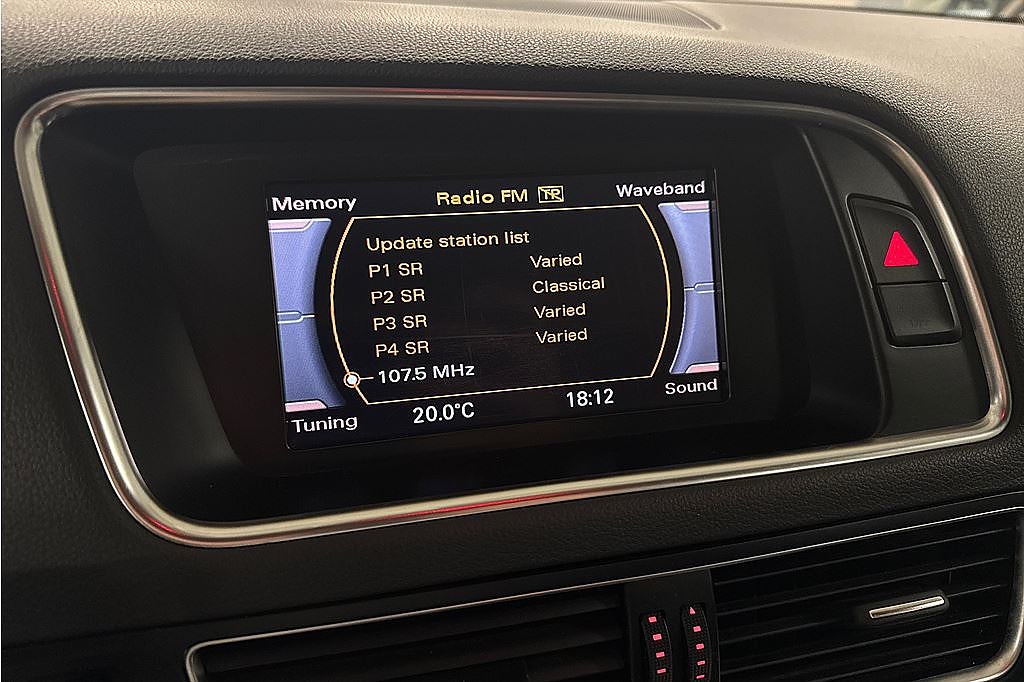 Memory Radio FM TP Waveband
Update station list
P1 SR Varied
P2 SR Classical
P3 SR Varied
P4 SR Varied
107.5 MHz
Tuning 20.0°C 18:12 Sound